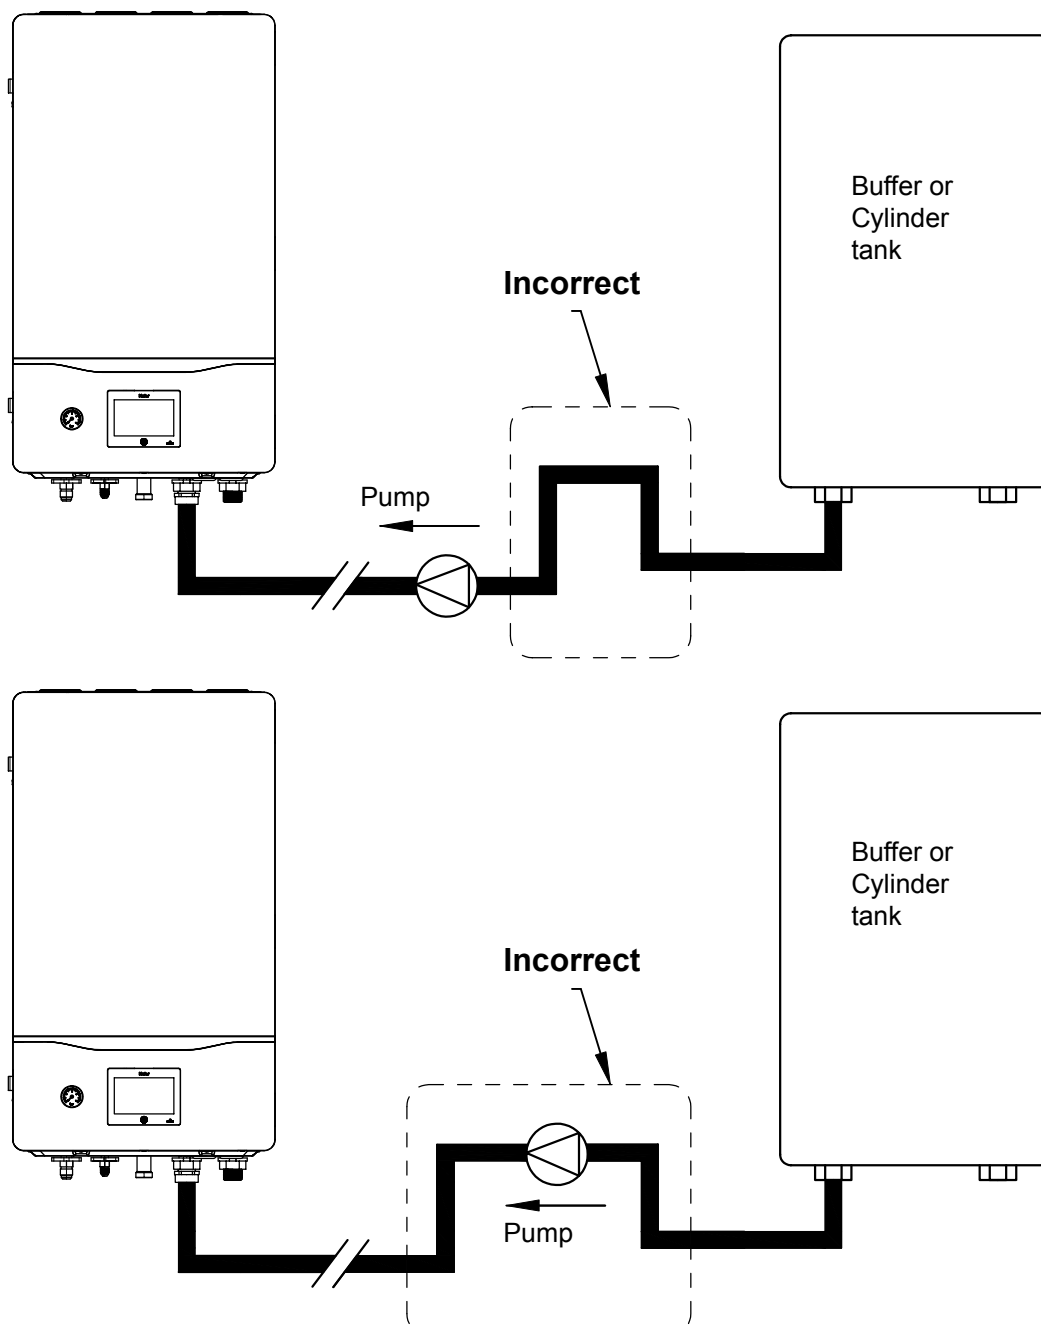 Buffer or
Cylinder
tank
Incorrect
Pump
Buffer or
Cylinder
tank
Incorrect
Pump